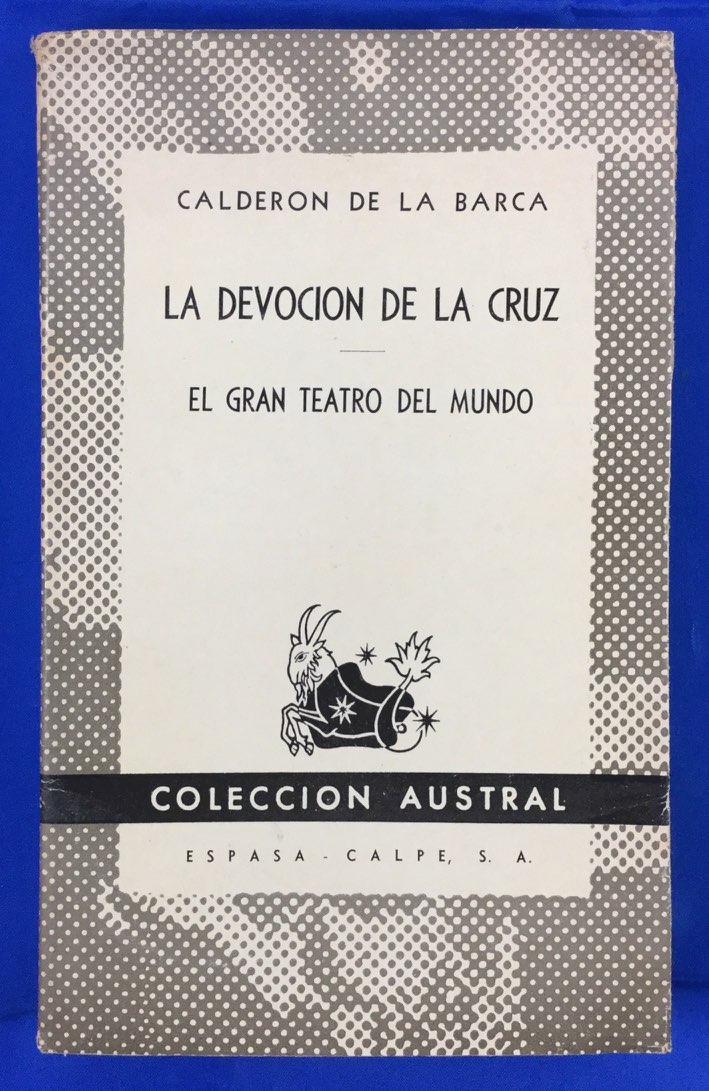 CALDERON DE LA BARCA
LA DEVOCION DE LA CRUZ
EL GRAN TEATRO DEL MUNDO
COLECCION AUSTRAL
ESPASA - CALPE, S. A.